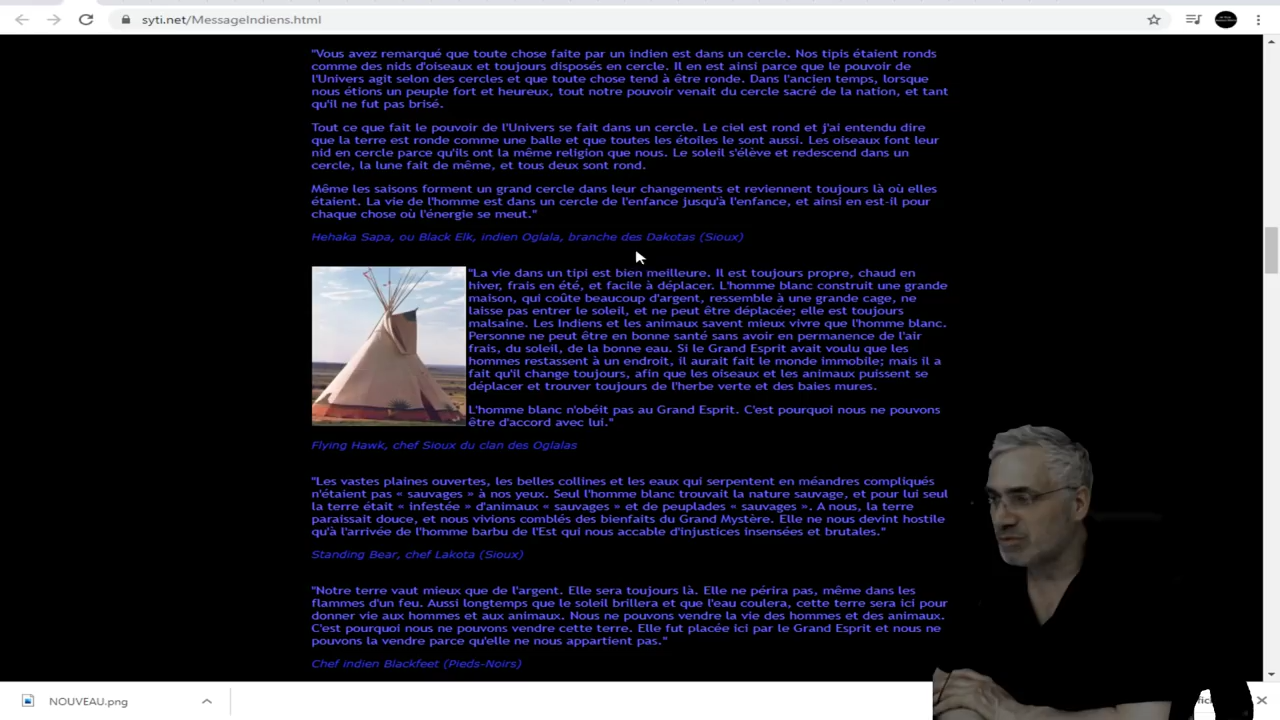 syti.net/MessageIndiens.html
"Vous avez remarqué que toute chose faite par un indien est dans un cercle. Nos tipis étaient ronds
comme des nids d'oiseaux et toujours disposés en cercle. Il en est ainsi parce que le pouvoir de
l'Univers agit selon des cercles et que toute chose tend à être ronde. Dans l'ancien temps, lorsque
nous étions un peuple fort et heureux, tout notre pouvoir venait du cercle sacré de la nation, et tant
qu'il ne fut pas brisé.
Tout ce que fait le pouvoir de l'Univers se fait dans un cercle. Le ciel est rond et j'ai entendu dire
que la terre est ronde comme une balle et que toutes les étoiles le sont aussi. Les oiseaux font leur
nid en cercle parce qu'ils ont la même religion que nous. Le soleil s'élève et redescend dans un
cercle, la lune fait de même, et tous deux sont rond.
Même les saisons forment un grand cercle dans leur changements et reviennent toujours là où elles
étaient. La vie de l'homme est dans un cercle de l'enfance jusqu'à l'enfance, et ainsi en est-il pour
chaque chose où l'énergie se meut."
Hehaka Sapa, ou Black Elk, indien Oglala, branche des Dakotas (Sioux)
"La vie dans un tipi est bien meilleure. Il est toujours propre, chaud en
hiver, frais en été, et facile à déplacer. L'homme blanc construit une grande
maison, qui coûte beaucoup d'argent, ressemble à une grande cage, ne
laisse pas entrer le soleil, et ne peut être déplacée; elle est toujours
malsaine. Les Indiens et les animaux savent mieux vivre que l'homme blanc.
Personne ne peut être en bonne santé sans avoir en permanence de l'air
frais, du soleil, de la bonne eau. Si le Grand Esprit avait voulu que les
hommes restassent à un endroit, il aurait fait le monde immobile; mais il a
fait qu'il change toujours, afin que les oiseaux et les animaux puissent se
déplacer et trouver toujours de l'herbe verte et des baies mures.
L'homme blanc n'obéit pas au Grand Esprit. C'est pourquoi nous ne pouvons
être d'accord avec lui."
Flying Hawk, chef Sioux du clan des Oglalas
"Les vastes plaines ouvertes, les belles collines et les eaux qui serpentent en méandres compliqués
n'étaient pas « sauvages » à nos yeux. Seul l'homme blanc trouvait la nature sauvage, et pour lui seul
la terre était « infestée » d'animaux « sauvages » et de peuplades « sauvages ». A nous, la terre
paraissait douce, et nous vivions comblés des bienfaits du Grand Mystère. Elle ne nous devint hostile
qu'à l'arrivée de l'homme barbu de l'Est qui nous accable d'injustices insensées et brutales."
Standing Bear, chef Lakota (Sioux)
"Notre terre vaut mieux que de l'argent. Elle sera toujours là. Elle ne périra pas, même dans les
flammes d'un feu. Aussi longtemps que le soleil brillera et que l'eau coulera, cette terre sera ici pour
donner vie aux hommes et aux animaux. Nous ne pouvons vendre la vie des hommes et des animaux.
C'est pourquoi nous ne pouvons vendre cette terre. Elle fut placée ici par le Grand Esprit et nous ne
pouvons la vendre parce qu'elle ne nous appartient pas."
Chef indien Blackfeet (Pieds-Noirs)
NOUVEAU.png